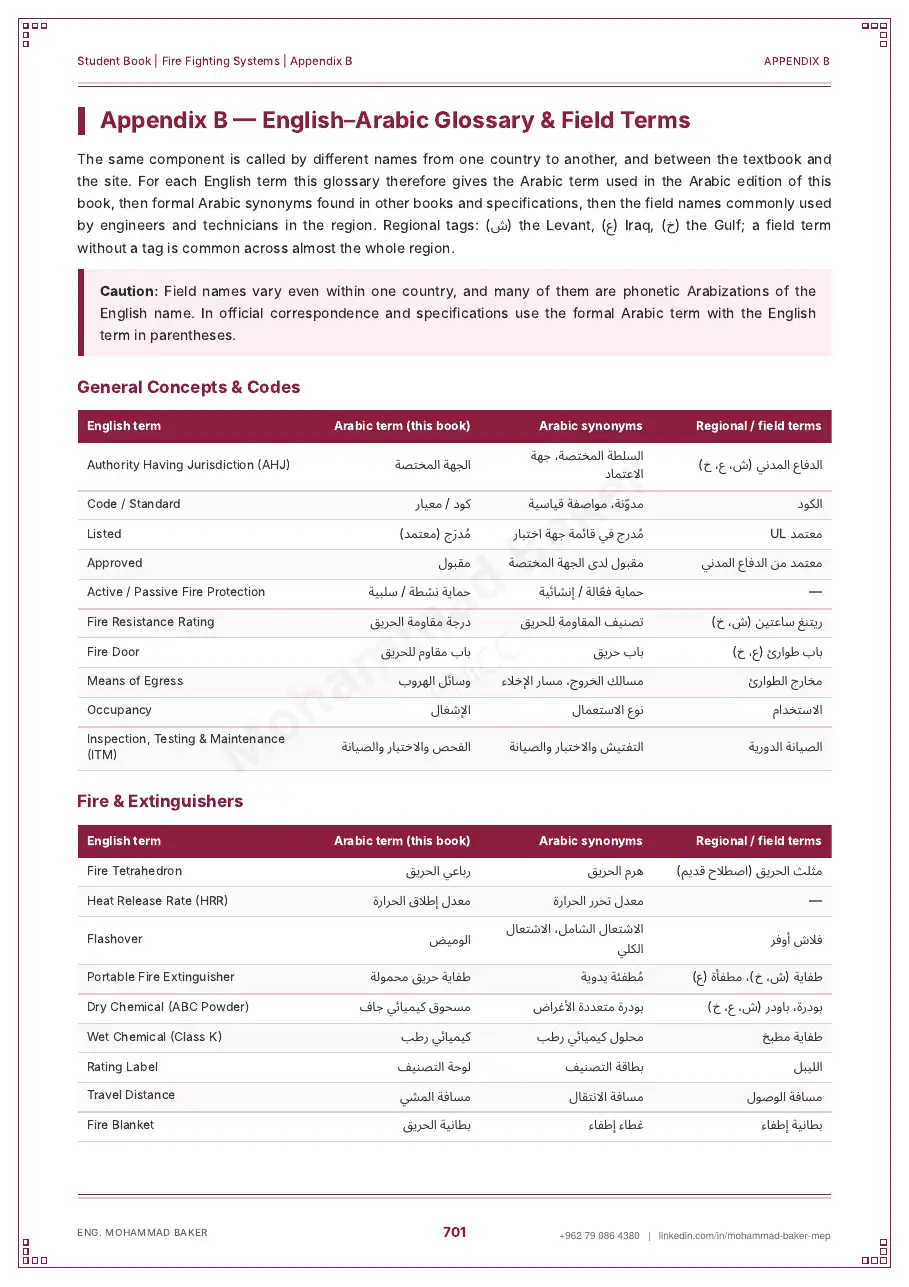 Student Book | Fire Fighting Systems | Appendix B
APPENDIX B
Appendix B — English–Arabic Glossary & Field Terms
The same component is called by different names from one country to another, and between the textbook and
the site. For each English term this glossary therefore gives the Arabic term used in the Arabic edition of this
book, then formal Arabic synonyms found in other books and specifications, then the field names commonly used
by engineers and technicians in the region. Regional tags: (ش) the Levant, (ع) Iraq, (خ) the Gulf; a field term
without a tag is common across almost the whole region.
Caution: Field names vary even within one country, and many of them are phonetic Arabizations of the
English name. In official correspondence and specifications use the formal Arabic term with the English
term in parentheses.
General Concepts & Codes
English term Arabic term (this book) Arabic synonyms Regional / field terms
Authority Having Jurisdiction (AHJ) الجهة المختصة السلطة المختصة، جهة الدفاع المدني (ش، ع، خ)
الاعتماد
Code / Standard كود / معيار مدوّنة، مواصفة قياسية الكود
Listed مُدرَج (معتمد) مُدرج في قائمة جهة اختبار معتمد UL
Approved مقبول مقبول لدى الجهة المختصة معتمد من الدفاع المدني
Active / Passive Fire Protection حماية نشطة / سلبية حماية فعّالة / إنشائية —
Fire Resistance Rating درجة مقاومة الحريق تصنيف المقاومة للحريق ريتنغ ساعتين (ش، خ)
Fire Door باب مقاوم للحريق باب حريق باب طوارئ (ع، خ)
Means of Egress وسائل الهروب مسالك الخروج، مسار الإخلاء مخارج الطوارئ
Occupancy الإشغال نوع الاستعمال الاستخدام
Inspection, Testing & Maintenance
(ITM) الفحص والاختبار والصيانة التفتيش والاختبار والصيانة الصيانة الدورية
Fire & Extinguishers
English term Arabic term (this book) Arabic synonyms Regional / field terms
Fire Tetrahedron رباعي الحريق هرم الحريق مثلث الحريق (اصطلاح قديم)
Heat Release Rate (HRR) معدل إطلاق الحرارة معدل تحرر الحرارة —
Flashover الوميض الاشتعال الشامل، الاشتعال فلاش أوفر
الكلي
Portable Fire Extinguisher طفاية حريق محمولة مُطفئة يدوية طفاية (ش، خ)، مطفأة (ع)
Dry Chemical (ABC Powder) مسحوق كيميائي جاف بودرة متعددة الأغراض بودرة، باودر (ش، ع، خ)
Wet Chemical (Class K) كيميائي رطب محلول كيميائي رطب طفاية مطبخ
Rating Label لوحة التصنيف بطاقة التصنيف الليبل
Travel Distance مسافة المشي مسافة الانتقال مسافة الوصول
Fire Blanket بطانية الحريق غطاء إطفاء بطانية إطفاء
Mohammad Baker
ENG. MOHAMMAD BAKER
701
+962 79 086 4380 | linkedin.com/in/mohammad-baker-mep